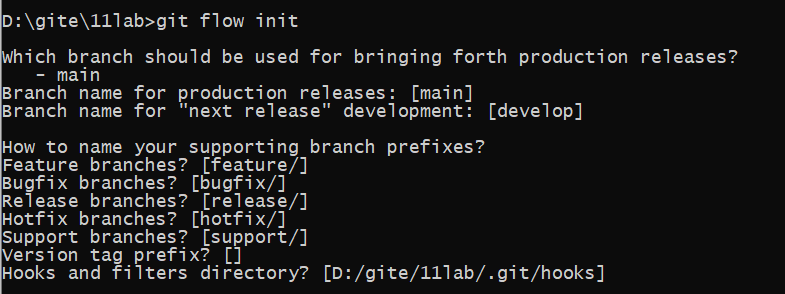 D:\gite\11lab>git flow init
Which branch should be used for bringing forth production releases?
- main
Branch name for production releases: [main]
Branch name for "next release" development: [develop]
How to name your supporting branch prefixes?
Feature branches? [feature/]
Bugfix branches? [bugfix/]
Release branches? [release/]
Hotfix branches? [hotfix/]
Support branches? [support/]
Version tag prefix? []
Hooks and filters directory? [D:/gite/11lab/.git/hooks]